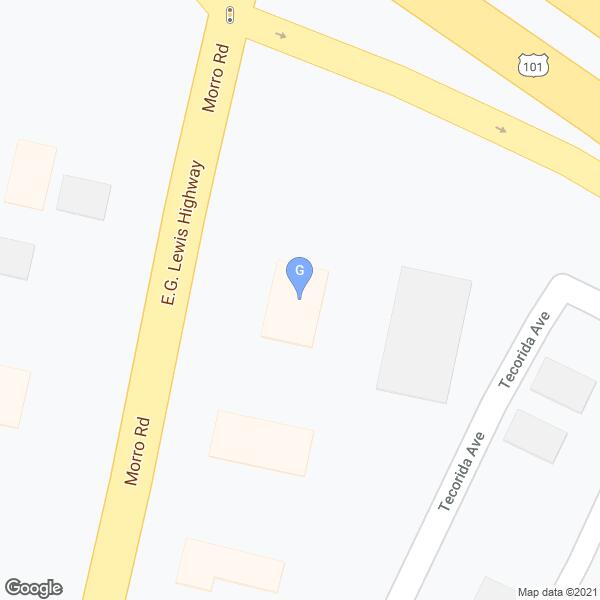 Morro Rd
101
E.G. Lewis Highway
G
Tecorida Ave
Morro Rd
Tecorida Ave
Google
Map data ©2021